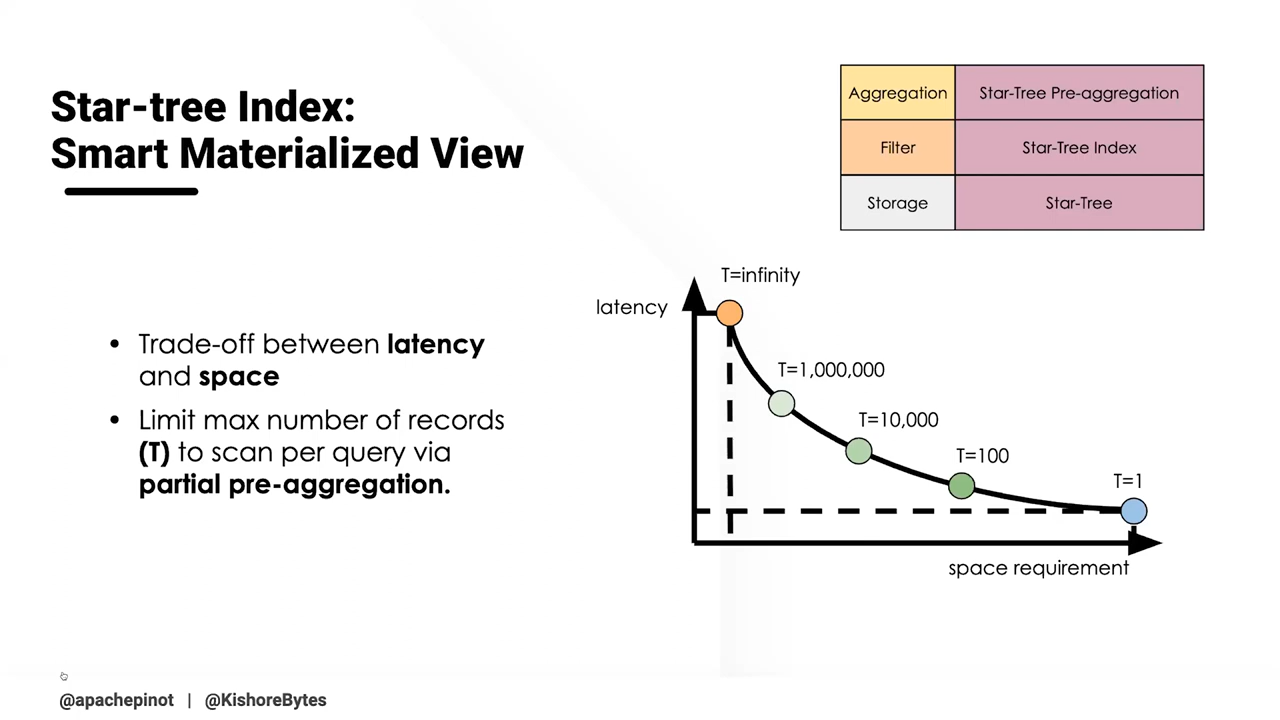 Star-tree Index:
Smart Materialized View
Aggregation Star-Tree Pre-aggregation
Filter Star-Tree Index
Storage Star-Tree
• Trade-off between latency
and space
• Limit max number of records
(T) to scan per query via
partial pre-aggregation.
T=infinity
latency
T=1,000,000
T=10,000
T=100
T=1
space requirement
@apachepinot | @KishoreBytes